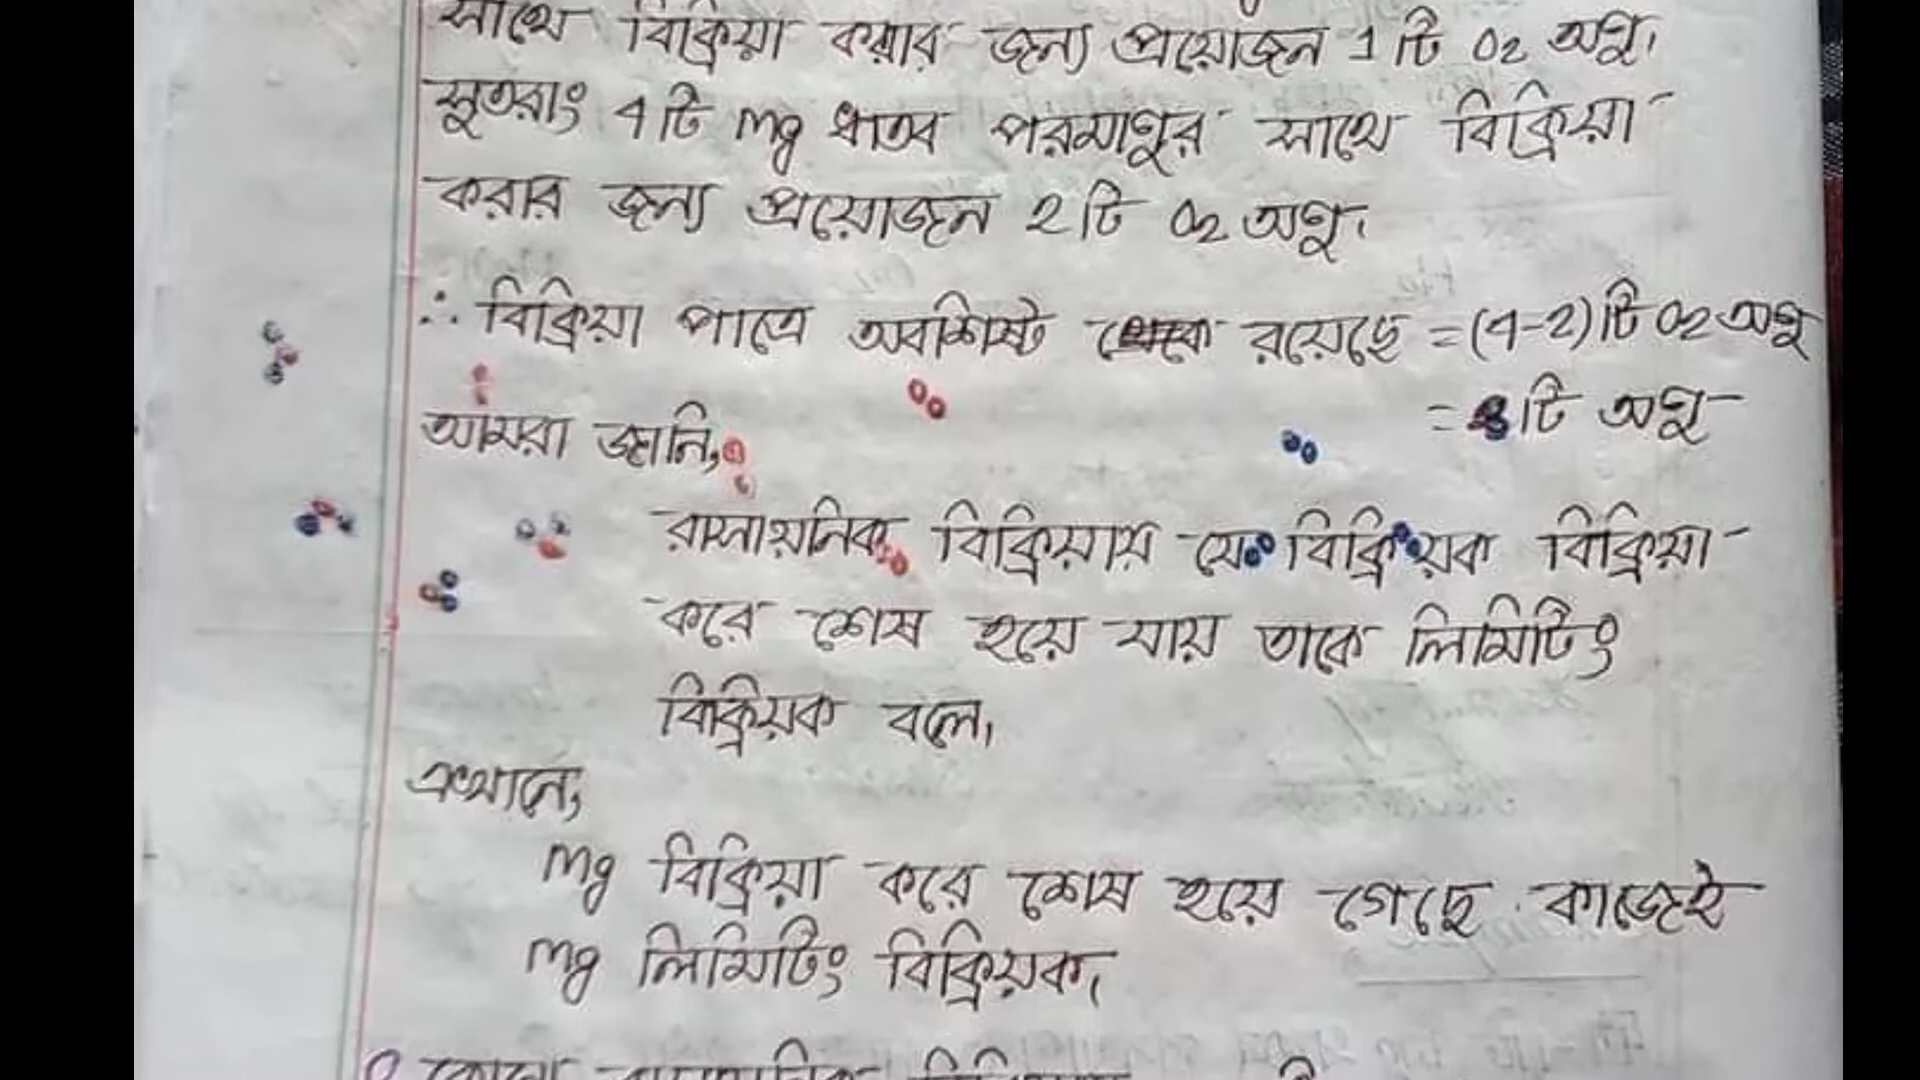 সাথে বিক্রিয়া করার জন্য প্রয়োজন 1 টি O2 অণু।
সুতরাং 4টি mg ধাতব পরমাণুর সাথে বিক্রিয়া
করার জন্য প্রয়োজন 2টি O2 অণু।
∴ বিক্রিয়া পাত্রে অবশিষ্ট রয়েছে = (4-2)টি O2 অণু
= টি অণু
আমরা জানি,
রাসায়নিক বিক্রিয়ায় যে বিক্রিয়ক বিক্রিয়া
করে শেষ হয়ে যায় তাকে লিমিটিং
বিক্রিয়ক বলে।
এখানে,
mg বিক্রিয়া করে শেষ হয়ে গেছে কাজেই
mg লিমিটিং বিক্রিয়ক।